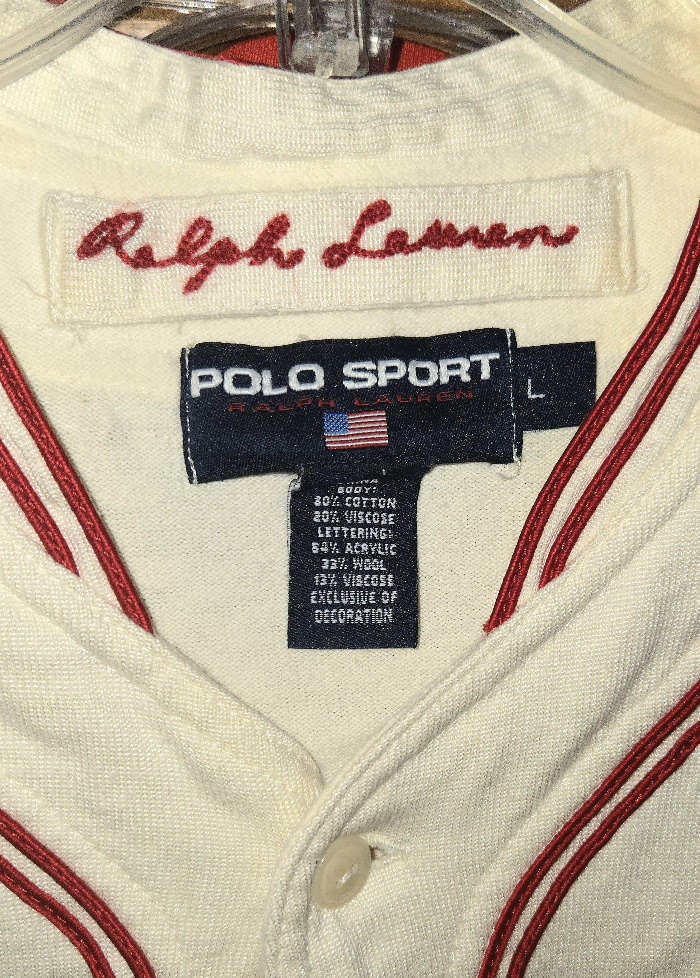 Ralph Lauren
POLO SPORT
RALPH LAUREN
L
BODY:
80% COTTON
20% VISCOSE
LETTERING:
54% ACRYLIC
33% WOOL
13% VISCOSE
EXCLUSIVE OF
DECORATION